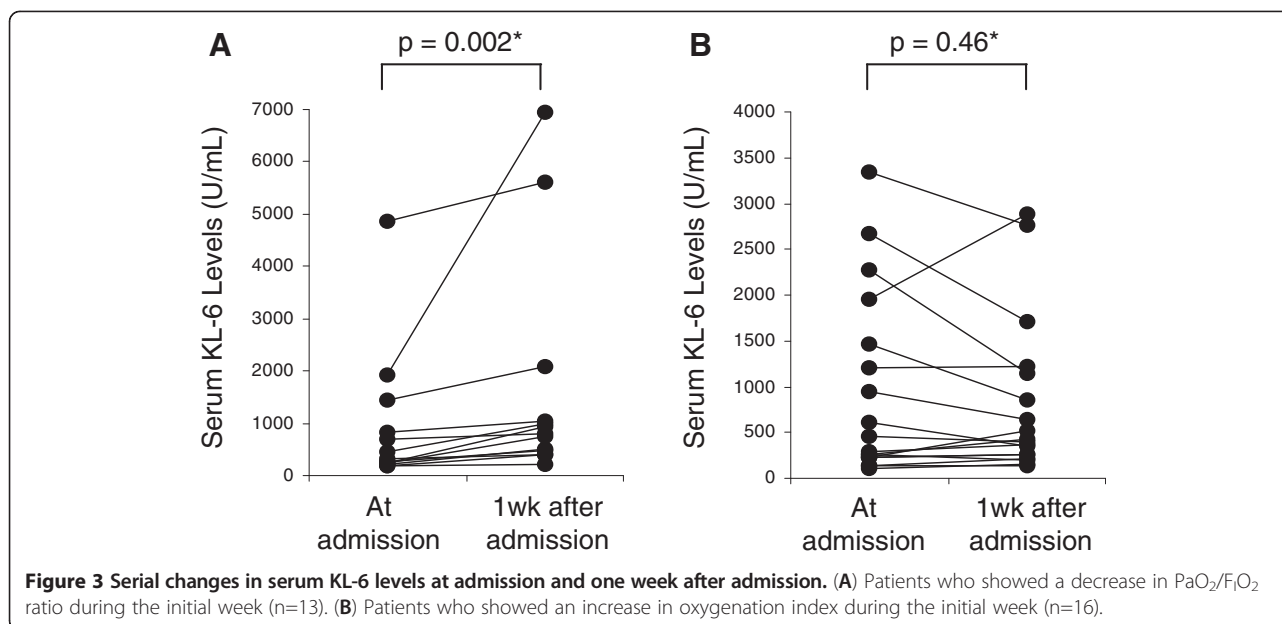 A
p = 0.002*
Serum KL-6 Levels (U/mL)
7000
6000
5000
4000
3000
2000
1000
0
At
admission
1wk after
admission
B
p = 0.46*
Serum KL-6 Levels (U/mL)
4000
3500
3000
2500
2000
1500
1000
500
0
At
admission
1wk after
admission
Figure 3 Serial changes in serum KL-6 levels at admission and one week after admission. (A) Patients who showed a decrease in PaO₂/FIO₂
ratio during the initial week (n=13). (B) Patients who showed an increase in oxygenation index during the initial week (n=16).